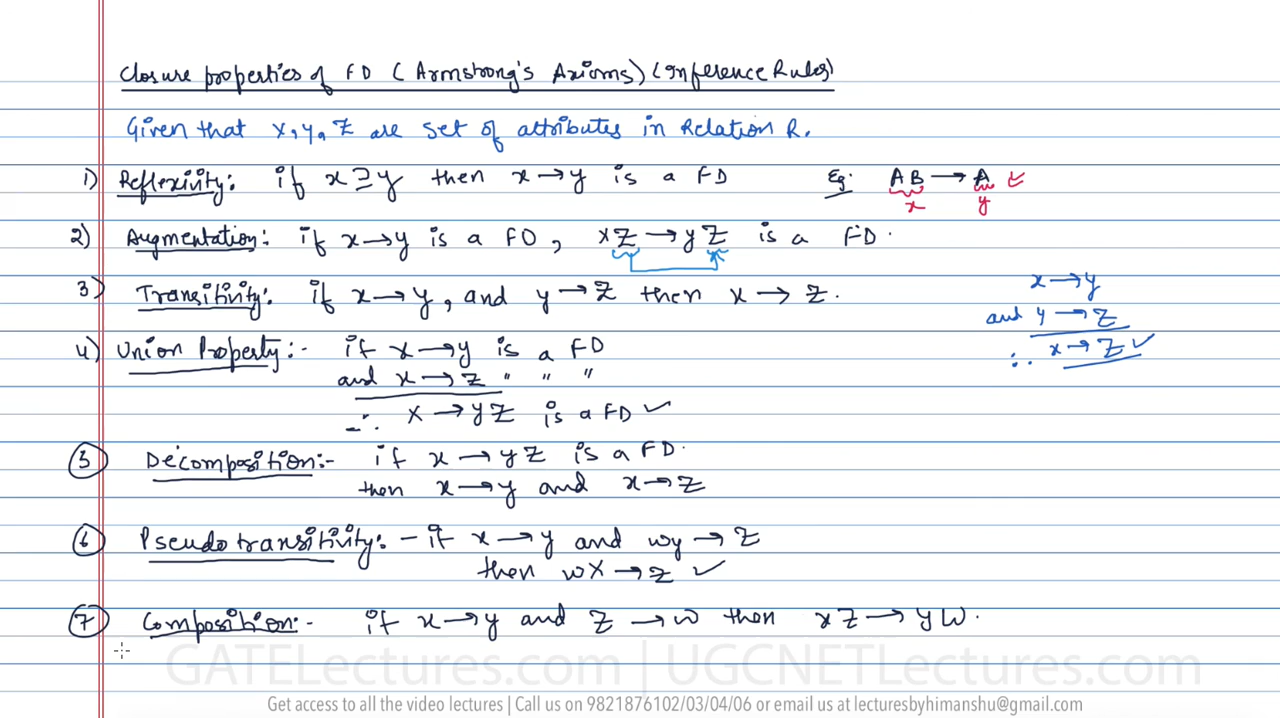 Closure properties of FD (Armstrong's Axioms) (Inference Rules)
Given that x, y, z are set of attributes in Relation R.
1) Reflexivity: if x ⊇ y then x → y is a FD Eg: AB → A ✓
x y
2) Augmentation: if x → y is a FD, xz → yz is a FD.
3) Transitivity: if x → y, and y → z then x → z.
x → y
and y → z
∴ x → z ✓
4) Union Property:- if x → y is a FD
and x → z " " "
∴ x → yz is a FD ✓
5) Decomposition:- if x → yz is a FD.
then x → y and x → z
6) Pseudo transitivity:- if x → y and wy → z
then wx → z ✓
7) Composition:- if x → y and z → w then xz → yw.
GATELectures.com | UGCNETLectures.com
Get access to all the video lectures | Call us on 9821876102/03/04/06 or email us at lecturesbyhimanshu@gmail.com